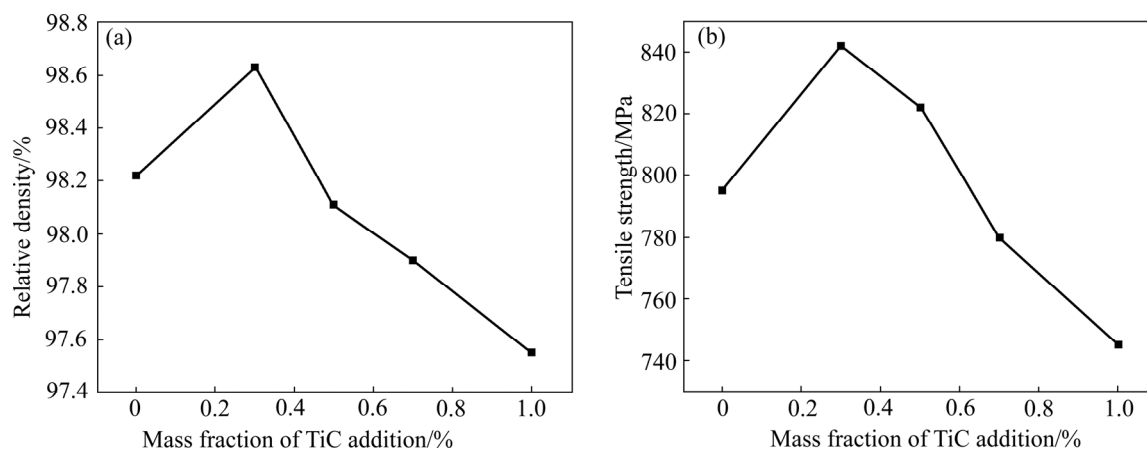 (a)
Relative density/%
98.8
98.6
98.4
98.2
98.0
97.8
97.6
97.4
0 0.2 0.4 0.6 0.8 1.0
Mass fraction of TiC addition/%
(b)
Tensile strength/MPa
840
820
800
780
760
740
0 0.2 0.4 0.6 0.8 1.0
Mass fraction of TiC addition/%